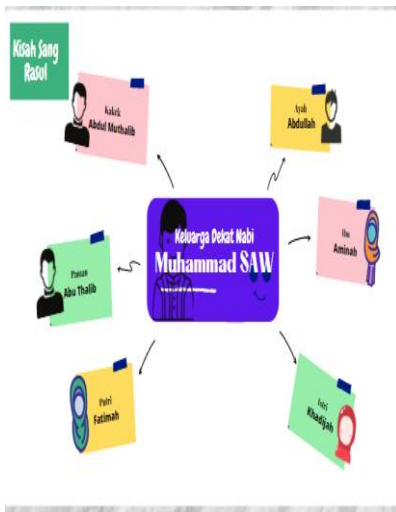 Kisah Sang
Rasul
Kakek
Abdul Muthalib
Ayah
Abdullah
Keluarga Dekat Nabi
Muhammad SAW
Ibu
Aminah
Paman
Abu Thalib
Putri
Fatimah
Istri
Khadijah